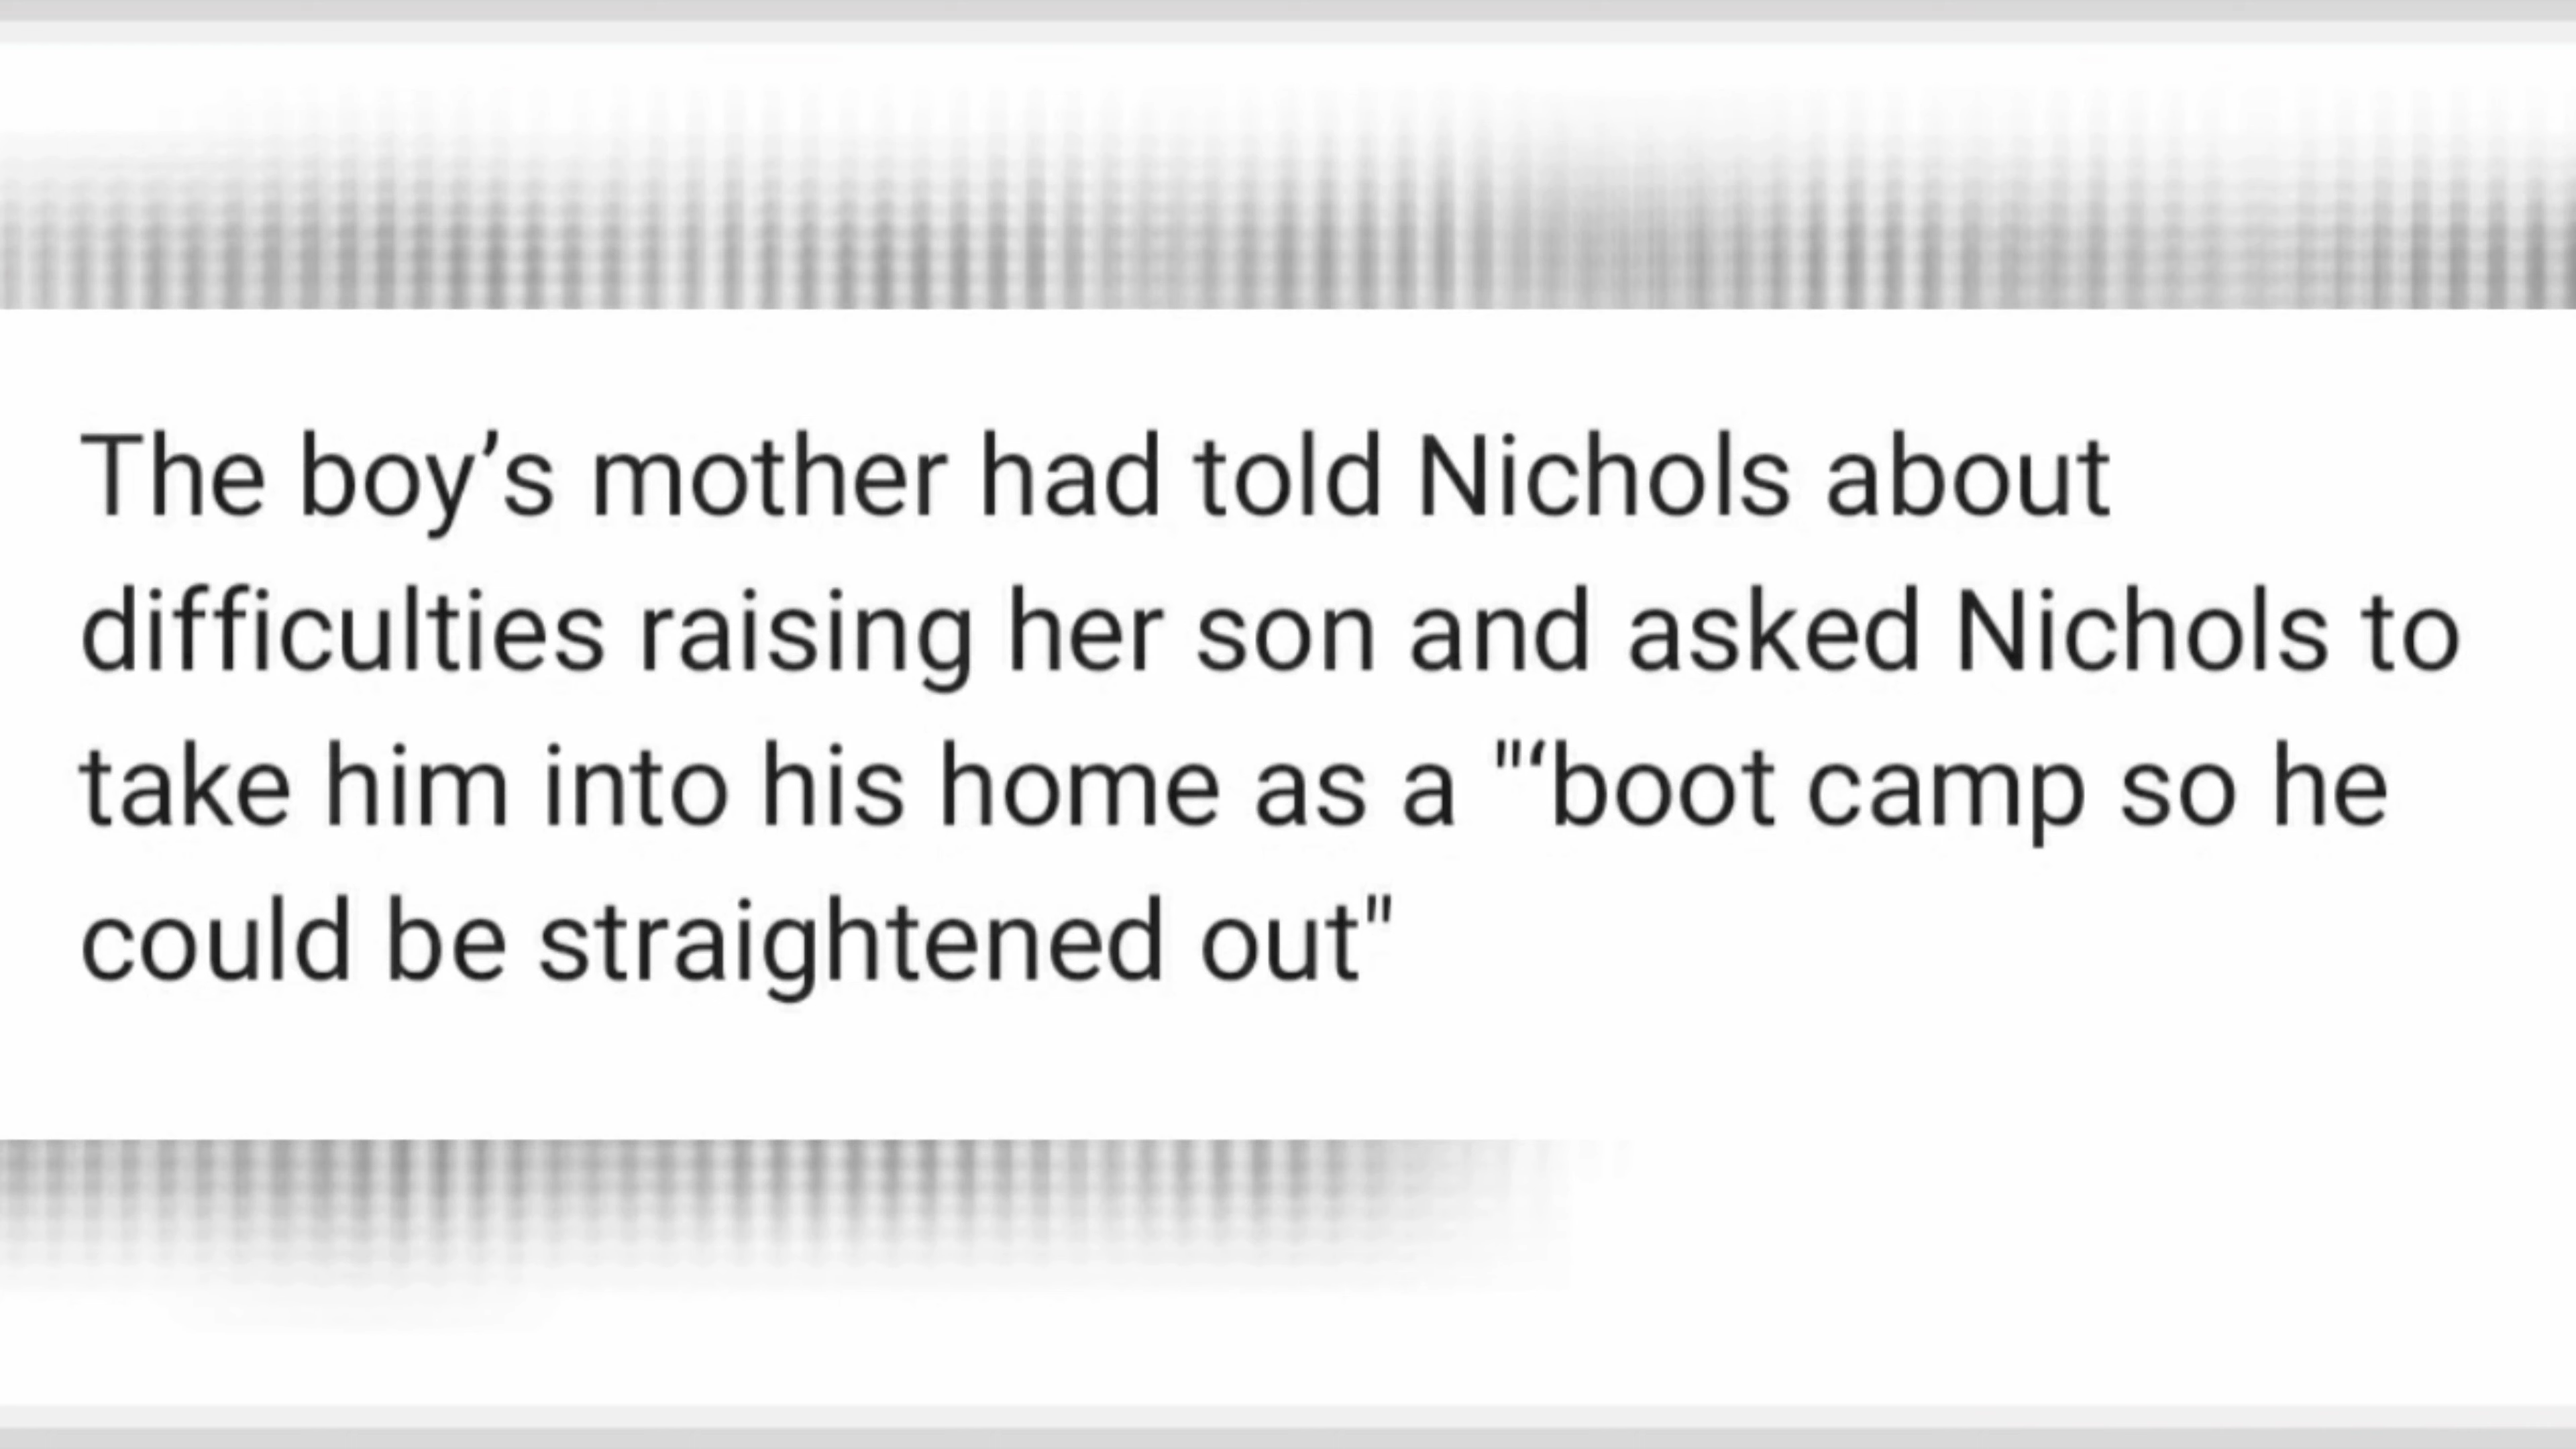 The boy’s mother had told Nichols about
difficulties raising her son and asked Nichols to
take him into his home as a "‘boot camp so he
could be straightened out"